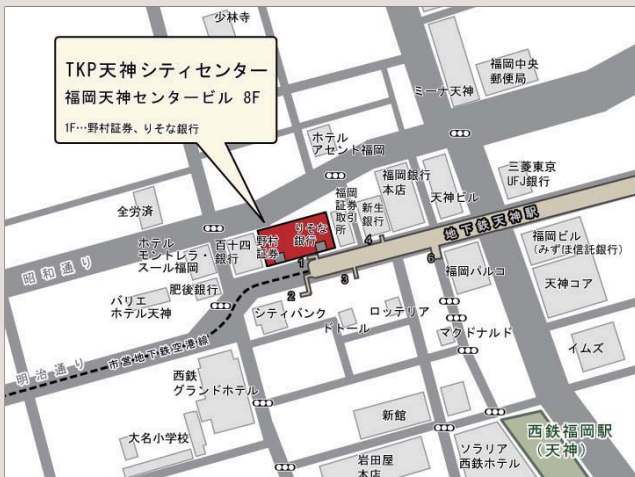 少林寺
TKP天神シティセンター
福岡天神センタービル 8F
1F…野村証券、りそな銀行
ミーナ天神
福岡中央
郵便局
ホテル
アセント福岡
福岡銀行
本店
天神ビル
三菱東京
UFJ銀行
全労済
福岡
証券
取引
所
新生
銀行
地下鉄天神駅
ホテル
モントレラ・
スール福岡
百十四
銀行
野村
証券
りそな
銀行
1
2
3
4
6
福岡ビル
(みずほ信託銀行)
天神コア
福岡パルコ
昭和通り
肥後銀行
バリエ
ホテル天神
シティバンク
ドトール
ロッテリア
マクドナルド
イムズ
明治通り
市営地下鉄空港線
西鉄
グランドホテル
新館
大名小学校
岩田屋
本店
ソラリア
西鉄ホテル
西鉄福岡駅
(天神)